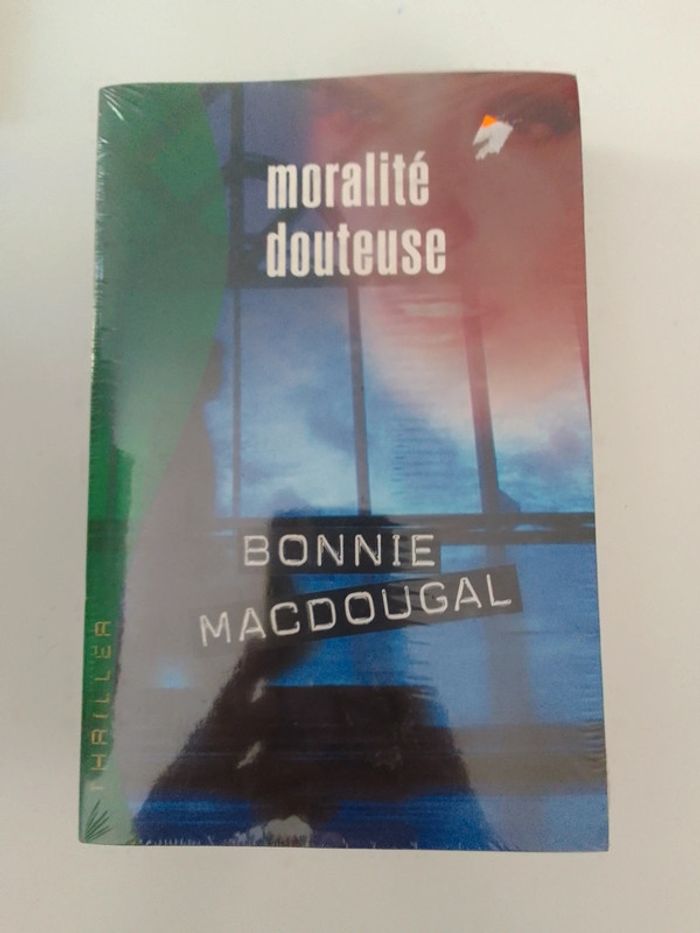 moralité
douteuse
BONNIE
MACDOUGAL
THRILLER